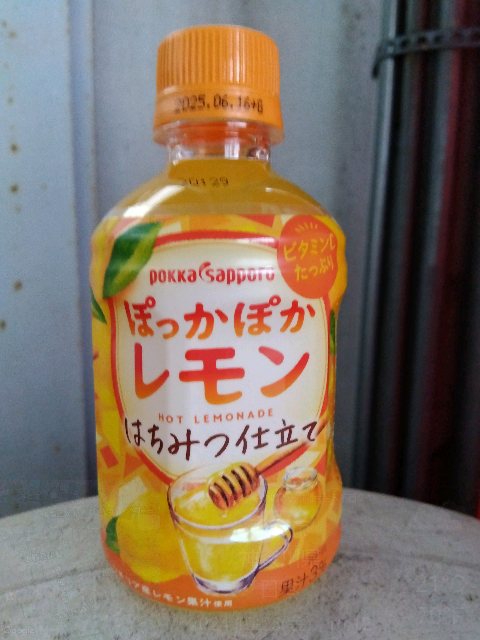 2025.06.16+G
20129
ビタミンC
たっぷり
pokka sapporo
ぽっかぽか
レモン
HOT LEMONADE
はちみつ仕立て
産レモン果汁使用
果汁3%